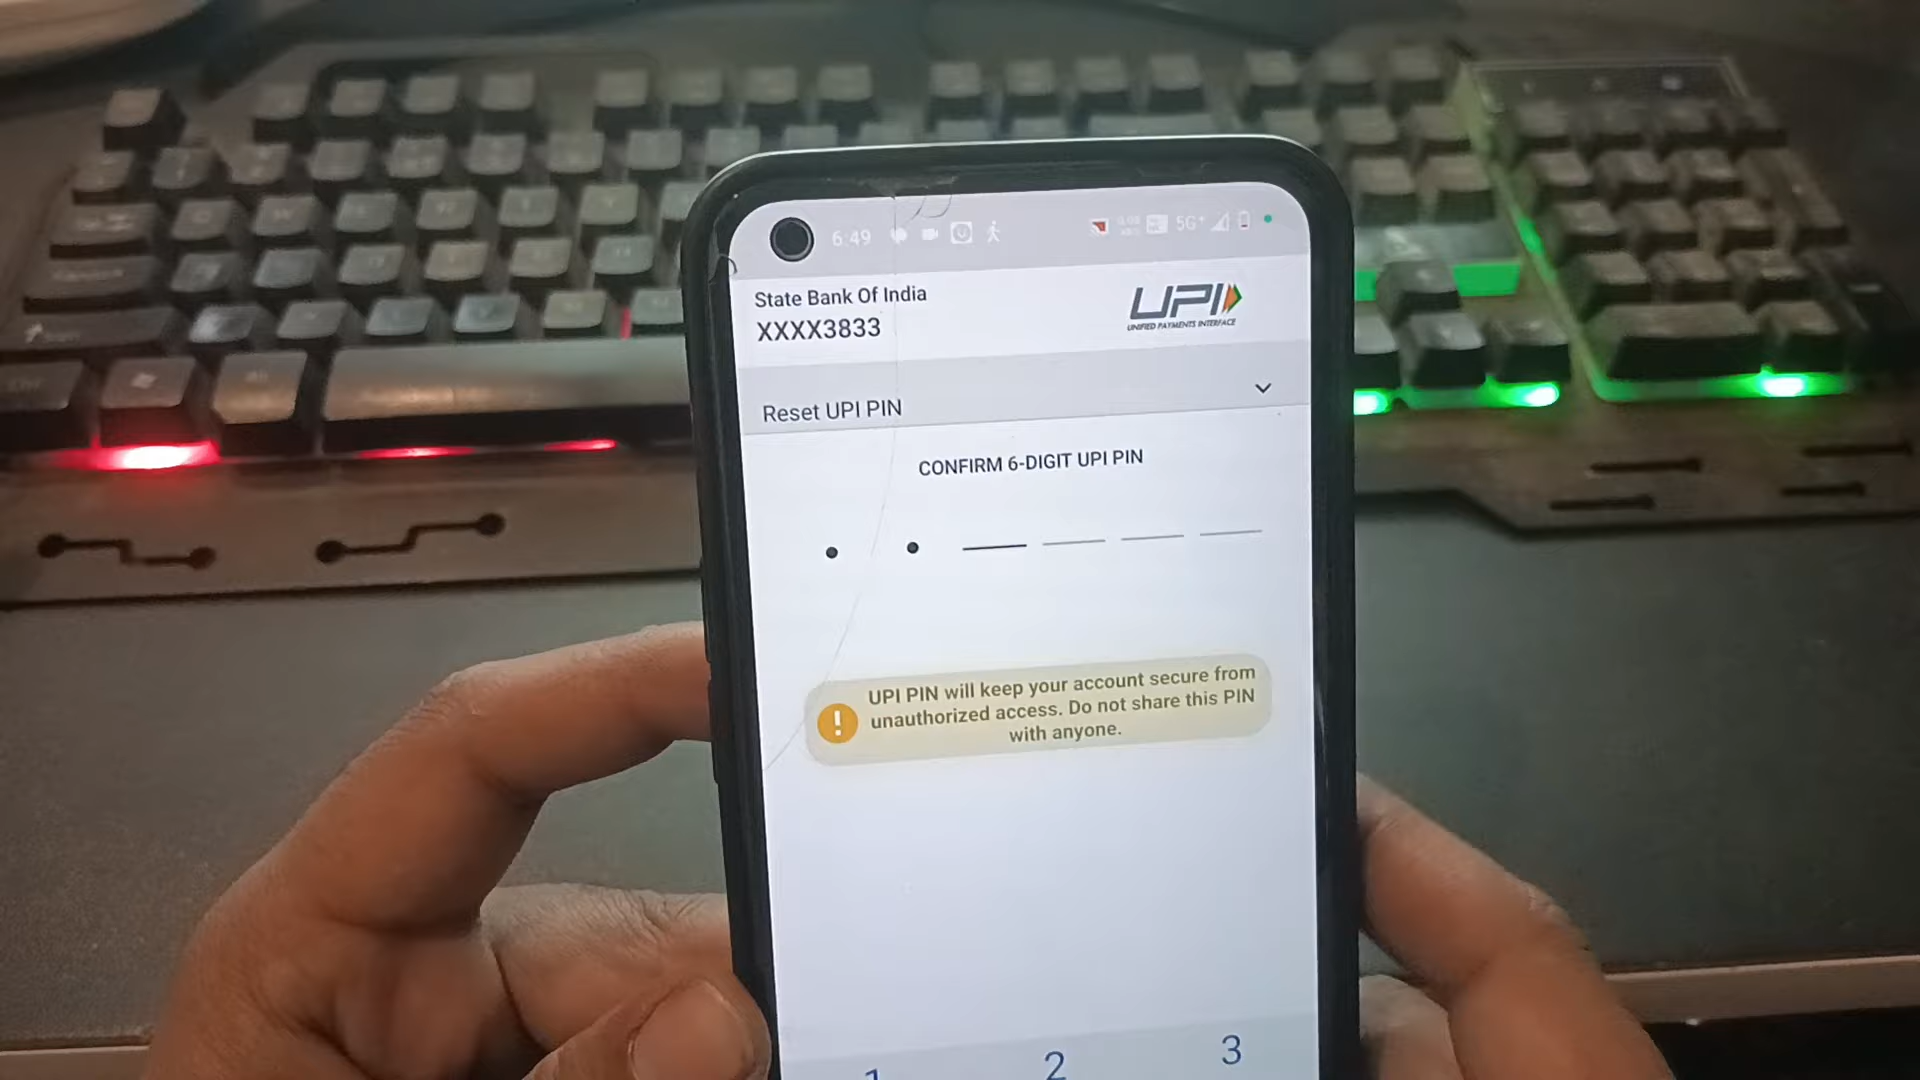 6:49
5G+
State Bank Of India
XXXX3833
UPI
UNIFIED PAYMENTS INTERFACE
Reset UPI PIN
CONFIRM 6-DIGIT UPI PIN
UPI PIN will keep your account secure from
unauthorized access. Do not share this PIN
with anyone.
1 2 3